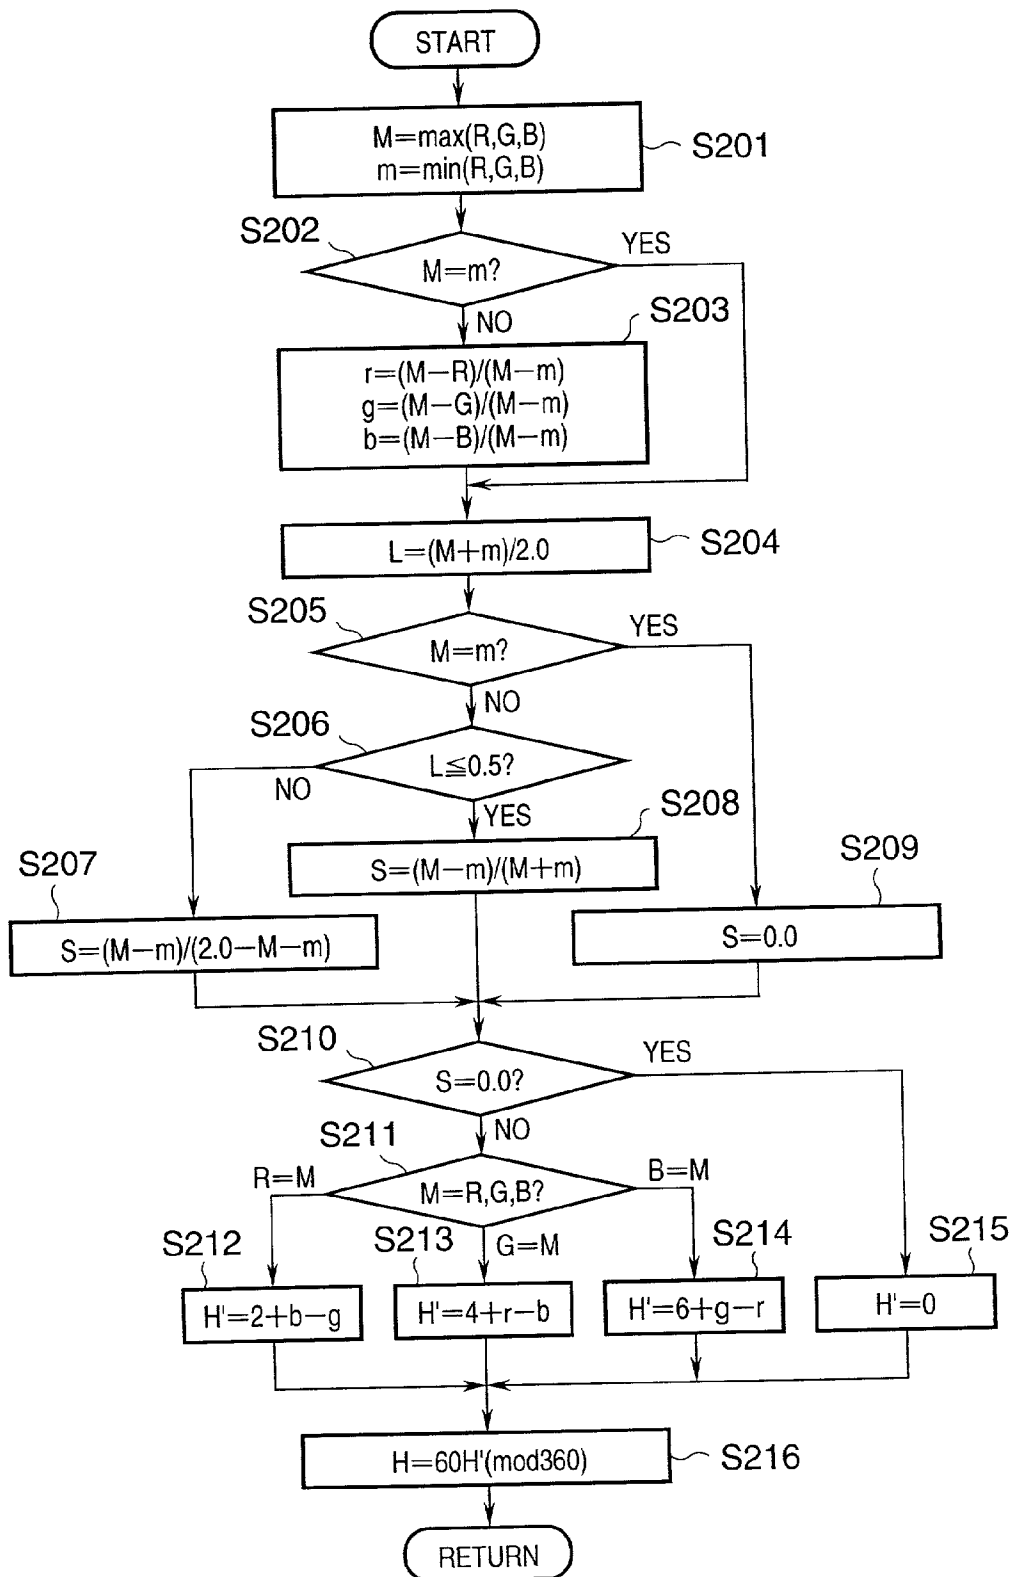 START
M=max(R,G,B)
m=min(R,G,B)
S201
S202
M=m?
YES
NO
S203
r=(M−R)/(M−m)
g=(M−G)/(M−m)
b=(M−B)/(M−m)
L=(M+m)/2.0
S204
S205
M=m?
YES
NO
S206
L≦0.5?
NO
YES
S208
S=(M−m)/(M+m)
S207
S=(M−m)/(2.0−M−m)
S209
S=0.0
S210
S=0.0?
YES
NO
S211
M=R,G,B?
R=M
B=M
G=M
S212
H'=2+b−g
S213
H'=4+r−b
S214
H'=6+g−r
S215
H'=0
H=60H'(mod360)
S216
RETURN